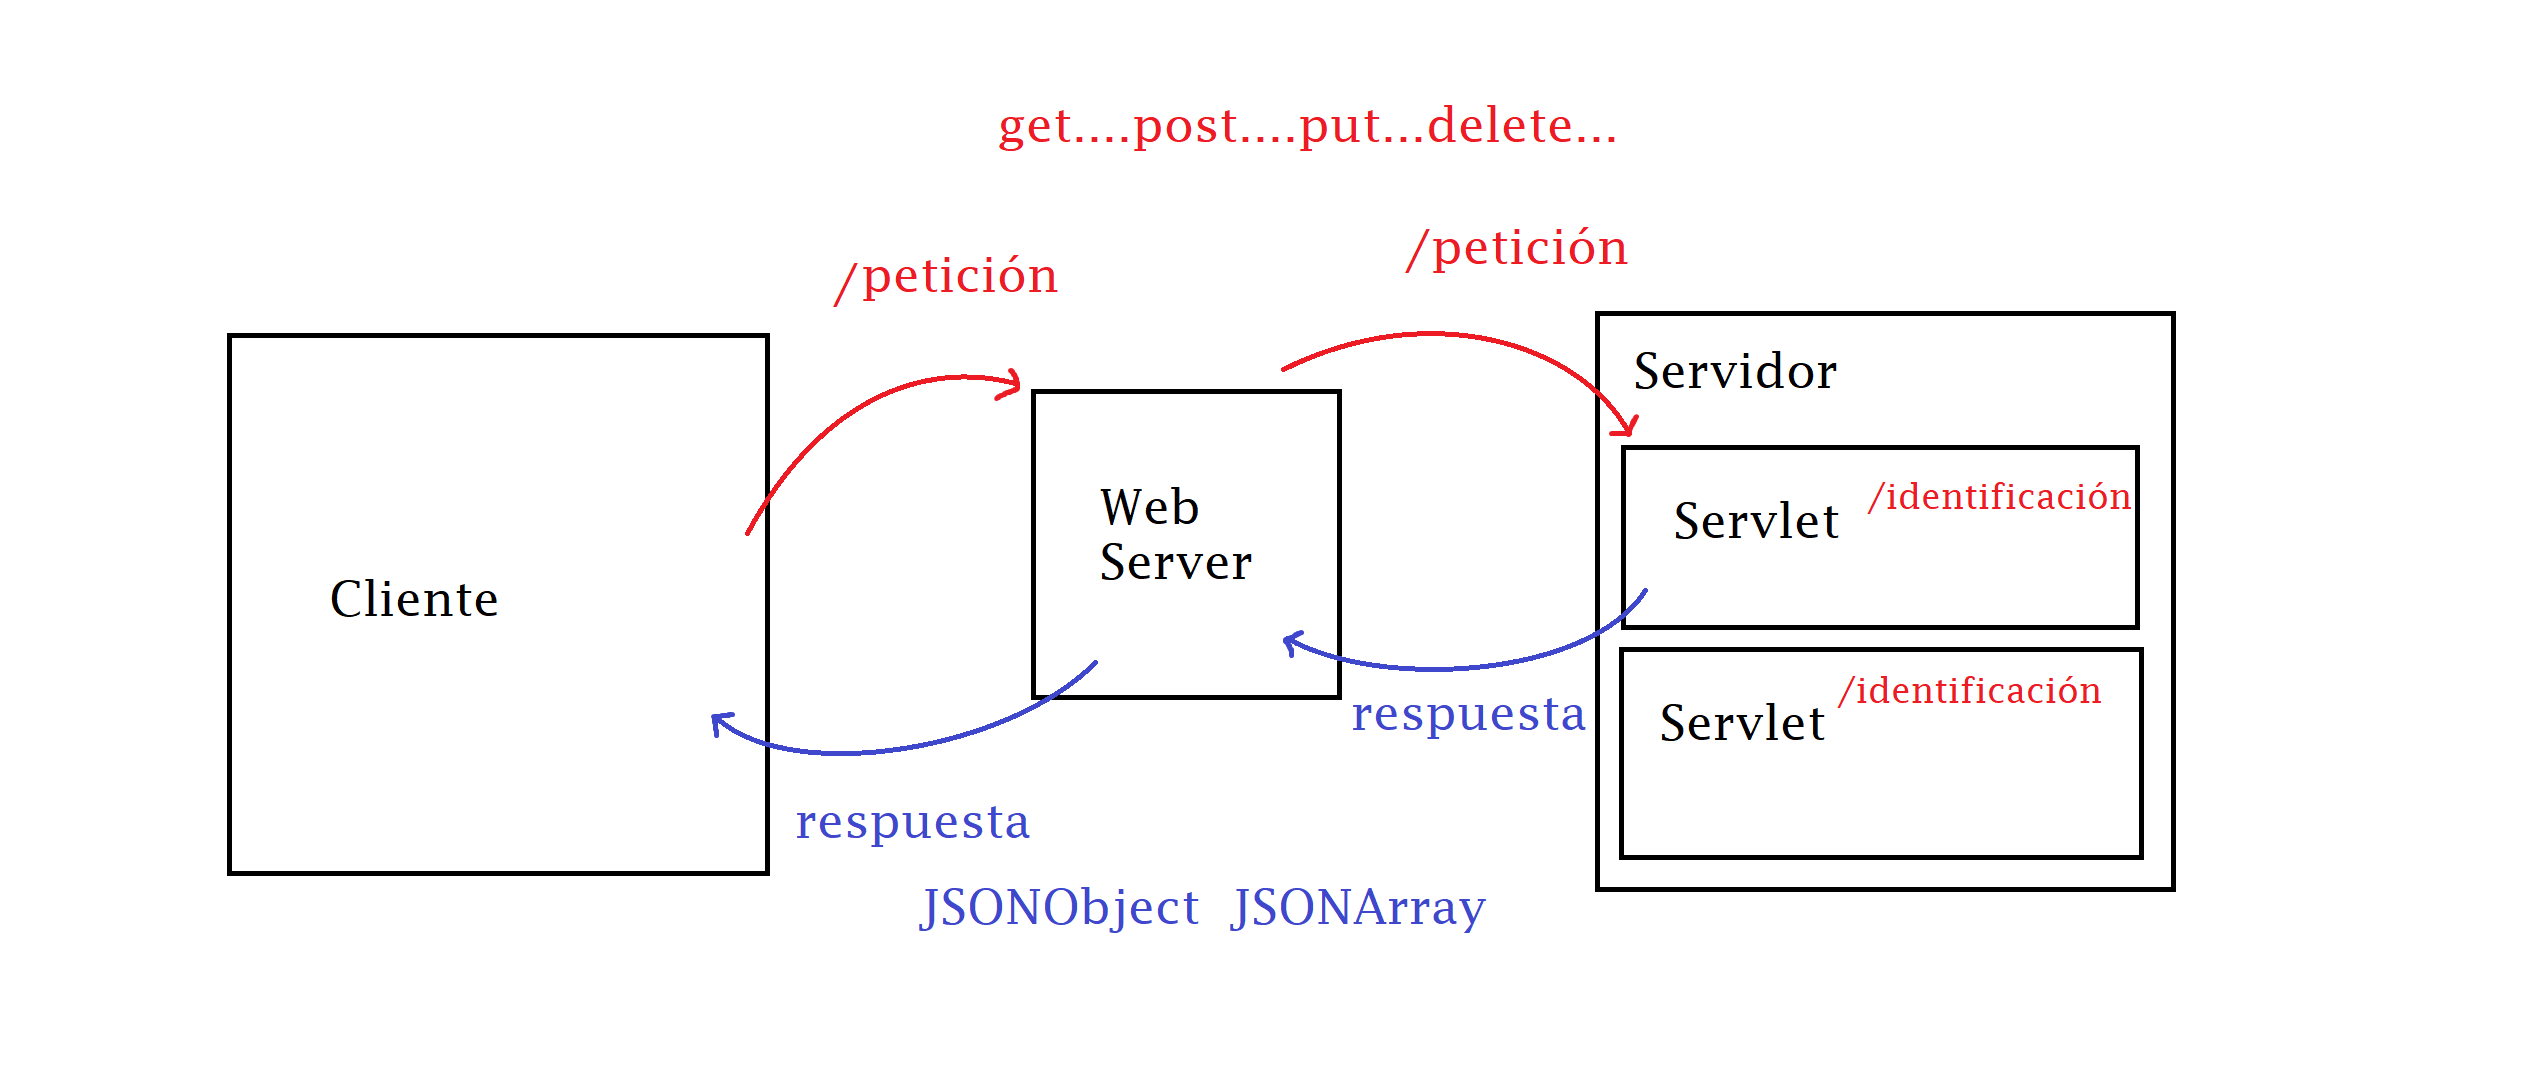 get....post....put...delete...
/petición
/petición
Servidor
Servlet /identificación
Web
Server
Cliente
Servlet /identificación
respuesta
respuesta
JSONObject JSONArray